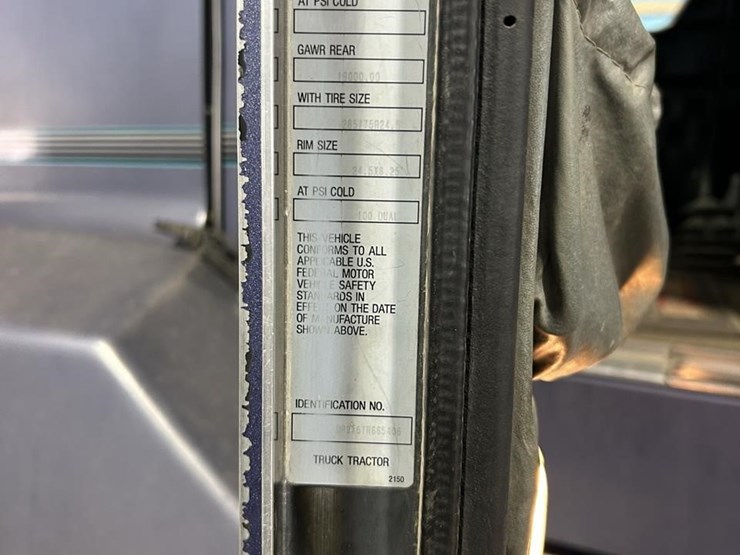 AT PSI COLD
GAWR REAR
WITH TIRE SIZE
RIM SIZE
AT PSI COLD
100 DUAL
THIS VEHICLE
CONFORMS TO ALL
APPLICABLE U.S.
FEDERAL MOTOR
VEHICLE SAFETY
STANDARDS IN
EFFECT ON THE DATE
OF MANUFACTURE
SHOWN ABOVE.
IDENTIFICATION NO.
TRUCK TRACTOR
2150